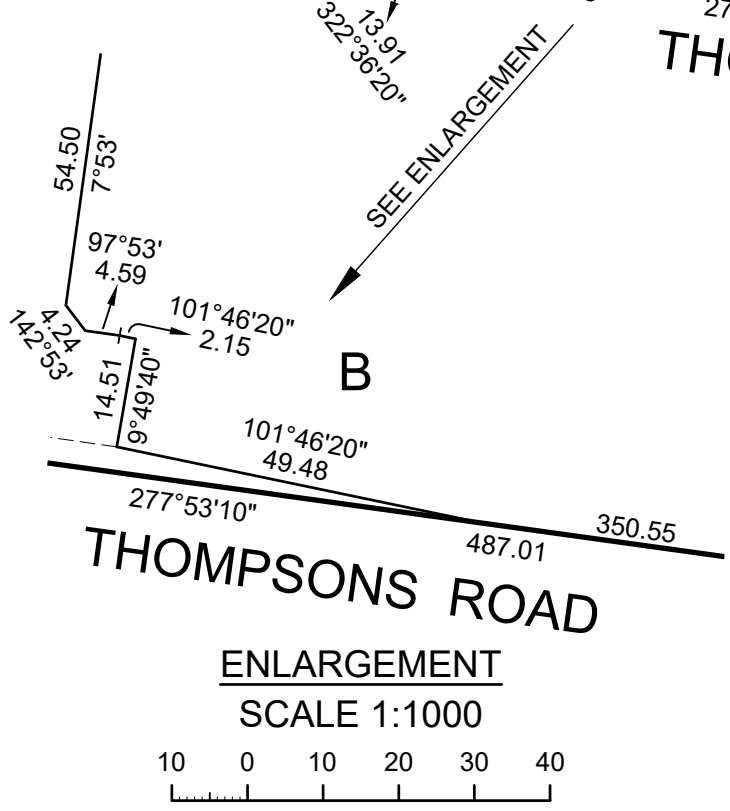 13.91
322°36'20"
27
THO
SEE ENLARGEMENT
54.50
7°53'
97°53'
4.59
4.24
142°53'
101°46'20"
2.15
14.51
9°49'40"
B
101°46'20"
49.48
277°53'10"
350.55
487.01
THOMPSONS ROAD
ENLARGEMENT
SCALE 1:1000
10 0 10 20 30 40